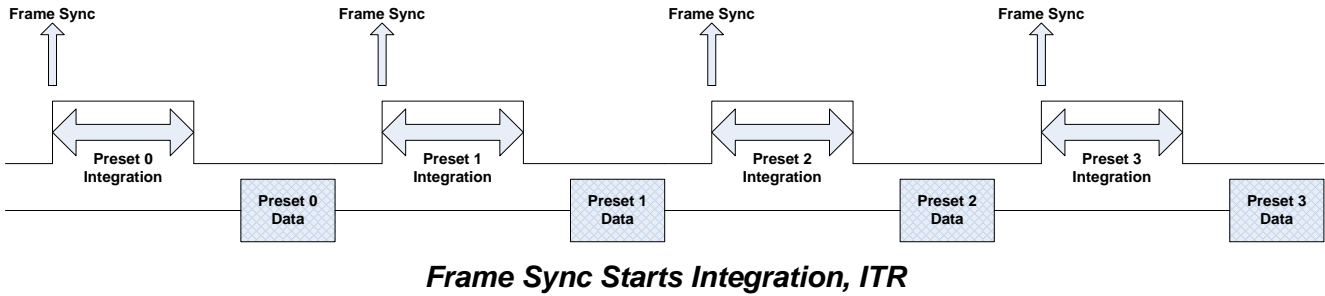 Frame Sync
Frame Sync
Frame Sync
Frame Sync
Preset 0
Integration
Preset 1
Integration
Preset 2
Integration
Preset 3
Integration
Preset 0
Data
Preset 1
Data
Preset 2
Data
Preset 3
Data
Frame Sync Starts Integration, ITR